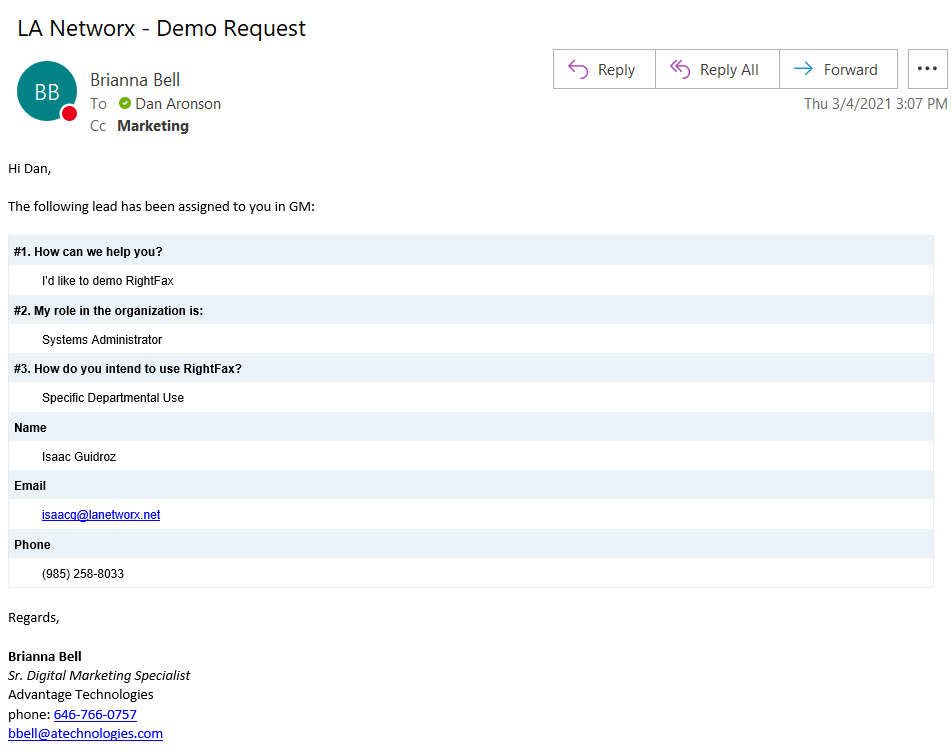 LA Networx - Demo Request
BB
Brianna Bell
To Dan Aronson
Cc Marketing
Reply
Reply All
Forward
Thu 3/4/2021 3:07 PM
Hi Dan,
The following lead has been assigned to you in GM:
#1. How can we help you?
I'd like to demo RightFax
#2. My role in the organization is:
Systems Administrator
#3. How do you intend to use RightFax?
Specific Departmental Use
Name
Isaac Guidroz
Email
isaacg@lanetworx.net
Phone
(985) 258-8033
Regards,
Brianna Bell
Sr. Digital Marketing Specialist
Advantage Technologies
phone: 646-766-0757
bbell@atechnologies.com